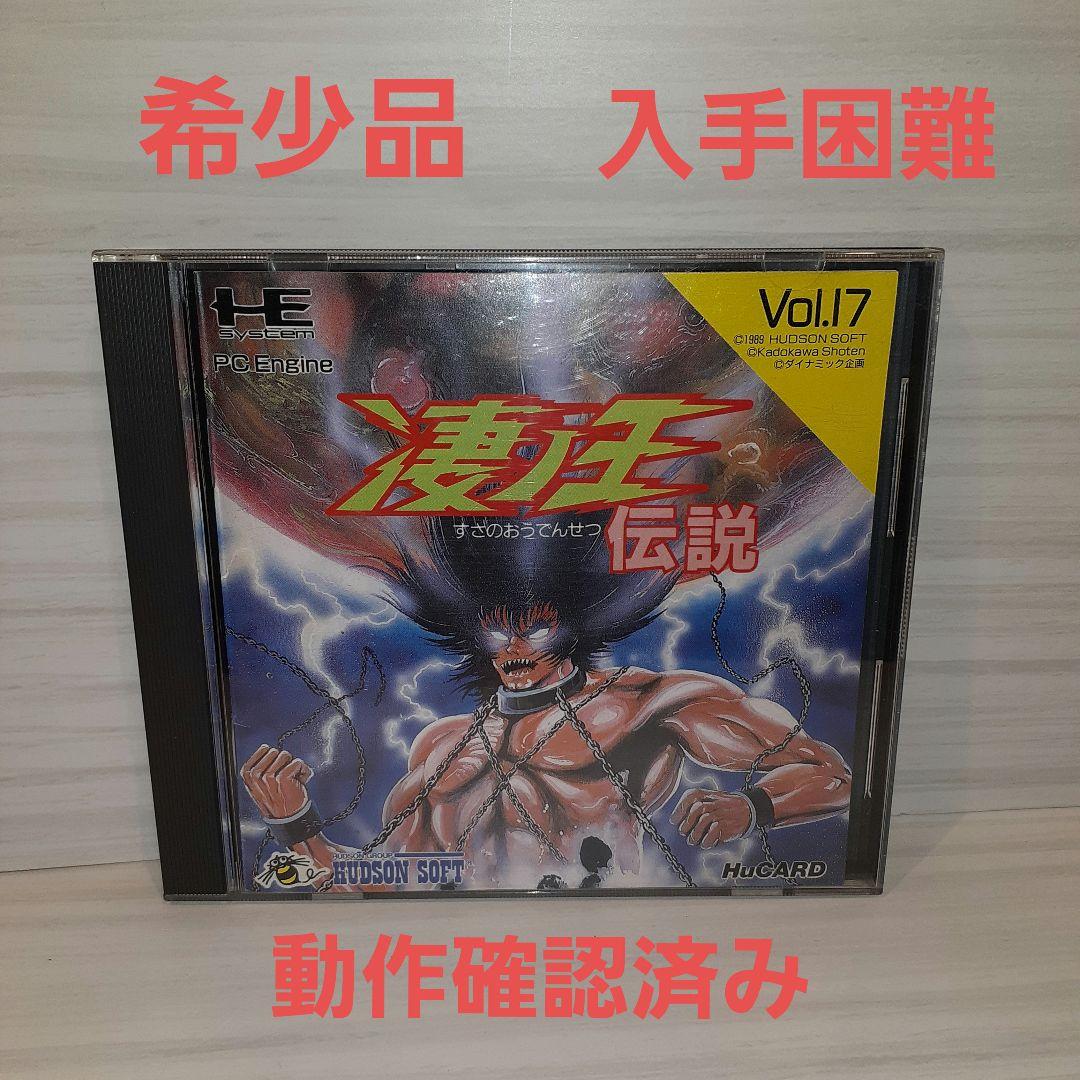 希少品 入手困難
HE
system
PC Engine
Vol.17
©1989 HUDSON SOFT
©Kadokawa Shoten
©ダイナミック企画
凄ノ王
すさのおうでんせつ
伝説
HUDSON GROUP
HUDSON SOFT
HuCARD
動作確認済み